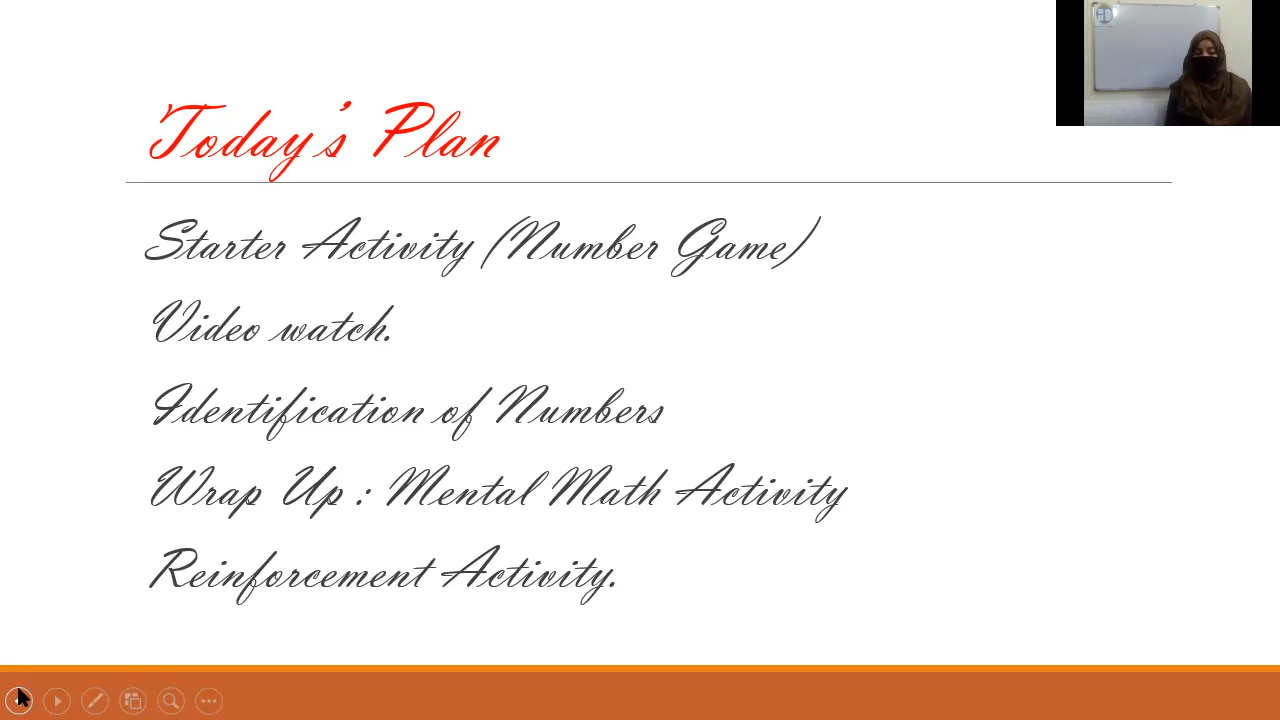 Today's Plan
Starter Activity (Number Game)
Video watch.
Identification of Numbers
Wrap Up : Mental Math Activity
Reinforcement Activity.